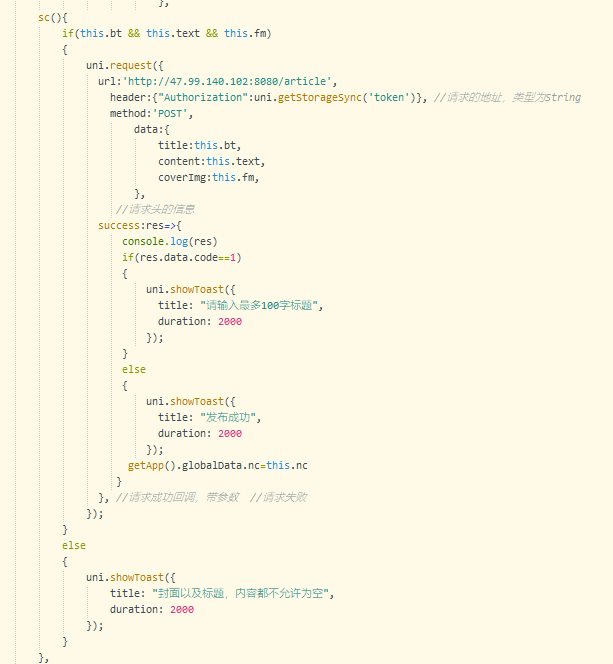 },
sc(){
if(this.bt && this.text && this.fm)
{
uni.request({
url:'http://47.99.140.102:8080/article',
header:{"Authorization":uni.getStorageSync('token')}, //请求的地址，类型为String
method:'POST',
data:{
title:this.bt,
content:this.text,
coverImg:this.fm,
},
//请求头的信息
success:res=>{
console.log(res)
if(res.data.code==1)
{
uni.showToast({
title: "请输入最多100字标题",
duration: 2000
});
}
else
{
uni.showToast({
title: "发布成功",
duration: 2000
});
getApp().globalData.nc=this.nc
}
}, //请求成功回调，带参数  //请求失败
});
}
else
{
uni.showToast({
title: "封面以及标题，内容都不允许为空",
duration: 2000
});
}
},